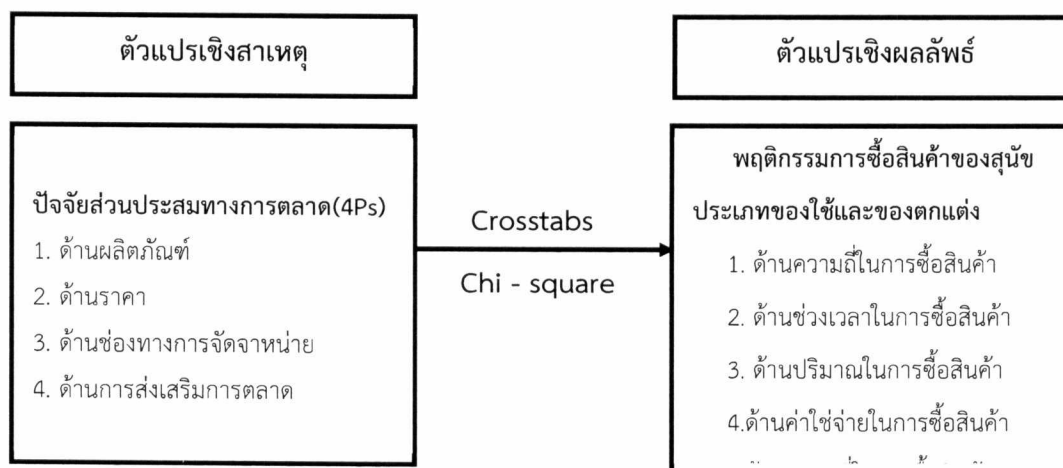 ตัวแปรเชิงสาเหตุ
ตัวแปรเชิงผลลัพธ์
ปัจจัยส่วนประสมทางการตลาด(4Ps)
1. ด้านผลิตภัณฑ์
2. ด้านราคา
3. ด้านช่องทางการจัดจาหน่าย
4. ด้านการส่งเสริมการตลาด
Crosstabs
Chi - square
พฤติกรรมการซื้อสินค้าของสุนัข
ประเภทของใช้และของตกแต่ง
1. ด้านความถี่ในการซื้อสินค้า
2. ด้านช่วงเวลาในการซื้อสินค้า
3. ด้านปริมาณในการซื้อสินค้า
4.ด้านค่าใช่จ่ายในการซื้อสินค้า